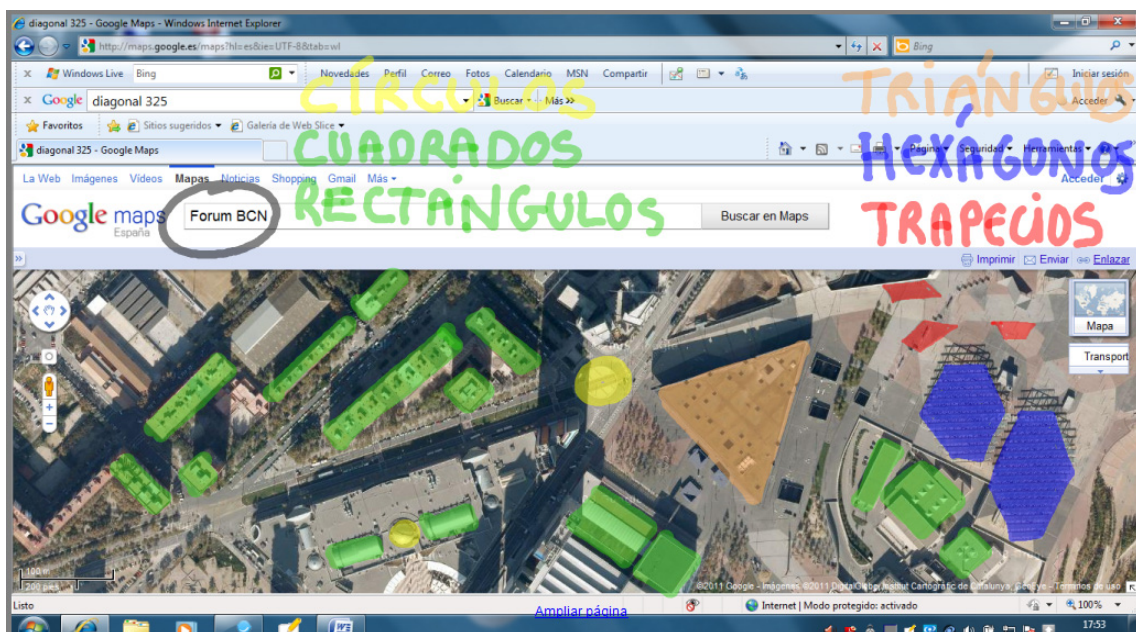 diagonal 325 - Google Maps - Windows Internet Explorer
http://maps.google.es/maps?hl=es&ie=UTF-8&tab=wl
Bing
x Windows Live Bing Novedades Perfil Correo Fotos Calendario MSN Compartir Iniciar sesión
x Google diagonal 325 Buscar Más >> Acceder
CÍRCULOS
TRIÁNGULOS
Favoritos Sitios sugeridos Galería de Web Slice
diagonal 325 - Google Maps Página Seguridad Herramientas
CUADRADOS
HEXÁGONOS
La Web Imágenes Vídeos Mapas Noticias Shopping Gmail Más Acceder
RECTÁNGULOS
TRAPECIOS
Google maps Forum BCN Buscar en Maps
España
Imprimir Enviar Enlazar
Mapa
Transport
100 m
200 pies
©2011 Google - Imágenes ©2011 DigitalGlobe, Institut Cartogràfic de Catalunya, GeoEye - Términos de uso
Listo Ampliar página Internet | Modo protegido: activado 100%
17:53